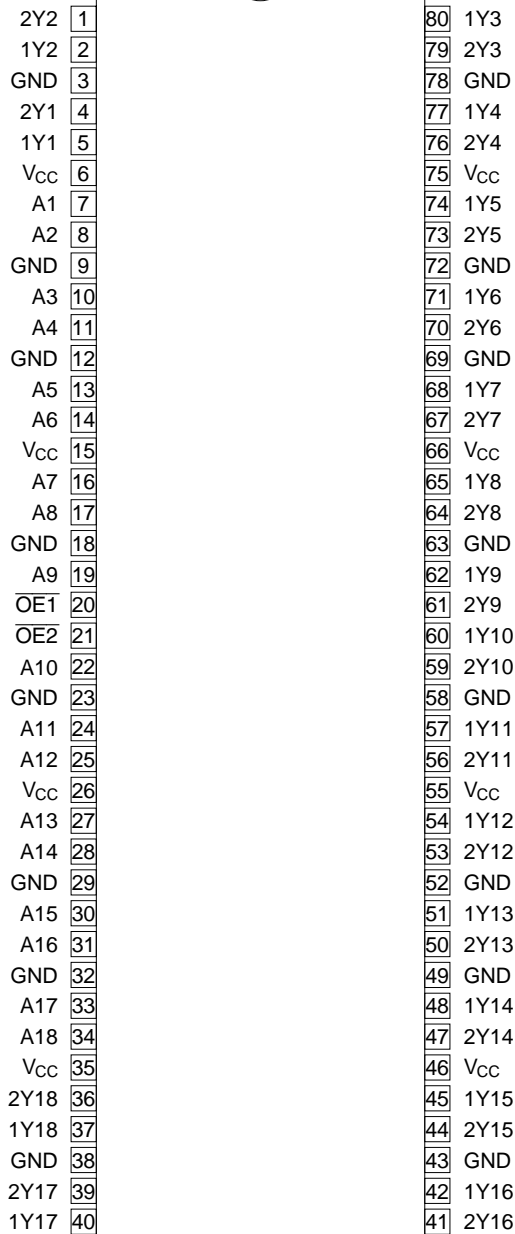 2Y2 1 80 1Y3
1Y2 2 79 2Y3
GND 3 78 GND
2Y1 4 77 1Y4
1Y1 5 76 2Y4
VCC 6 75 VCC
A1 7 74 1Y5
A2 8 73 2Y5
GND 9 72 GND
A3 10 71 1Y6
A4 11 70 2Y6
GND 12 69 GND
A5 13 68 1Y7
A6 14 67 2Y7
VCC 15 66 VCC
A7 16 65 1Y8
A8 17 64 2Y8
GND 18 63 GND
A9 19 62 1Y9
OE1 20 61 2Y9
OE2 21 60 1Y10
A10 22 59 2Y10
GND 23 58 GND
A11 24 57 1Y11
A12 25 56 2Y11
VCC 26 55 VCC
A13 27 54 1Y12
A14 28 53 2Y12
GND 29 52 GND
A15 30 51 1Y13
A16 31 50 2Y13
GND 32 49 GND
A17 33 48 1Y14
A18 34 47 2Y14
VCC 35 46 VCC
2Y18 36 45 1Y15
1Y18 37 44 2Y15
GND 38 43 GND
2Y17 39 42 1Y16
1Y17 40 41 2Y16